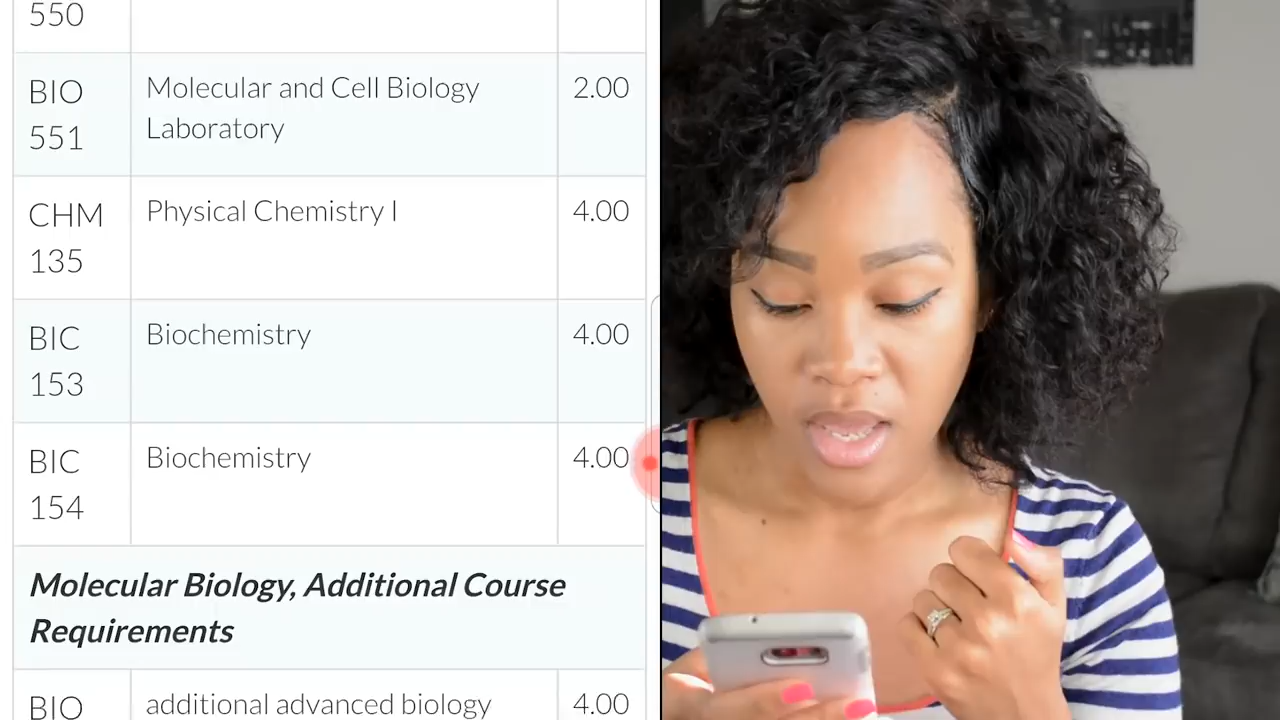 550
BIO
551
Molecular and Cell Biology
Laboratory
2.00
CHM
135
Physical Chemistry I
4.00
BIC
153
Biochemistry
4.00
BIC
154
Biochemistry
4.00
Molecular Biology, Additional Course
Requirements
BIO
additional advanced biology
4.00